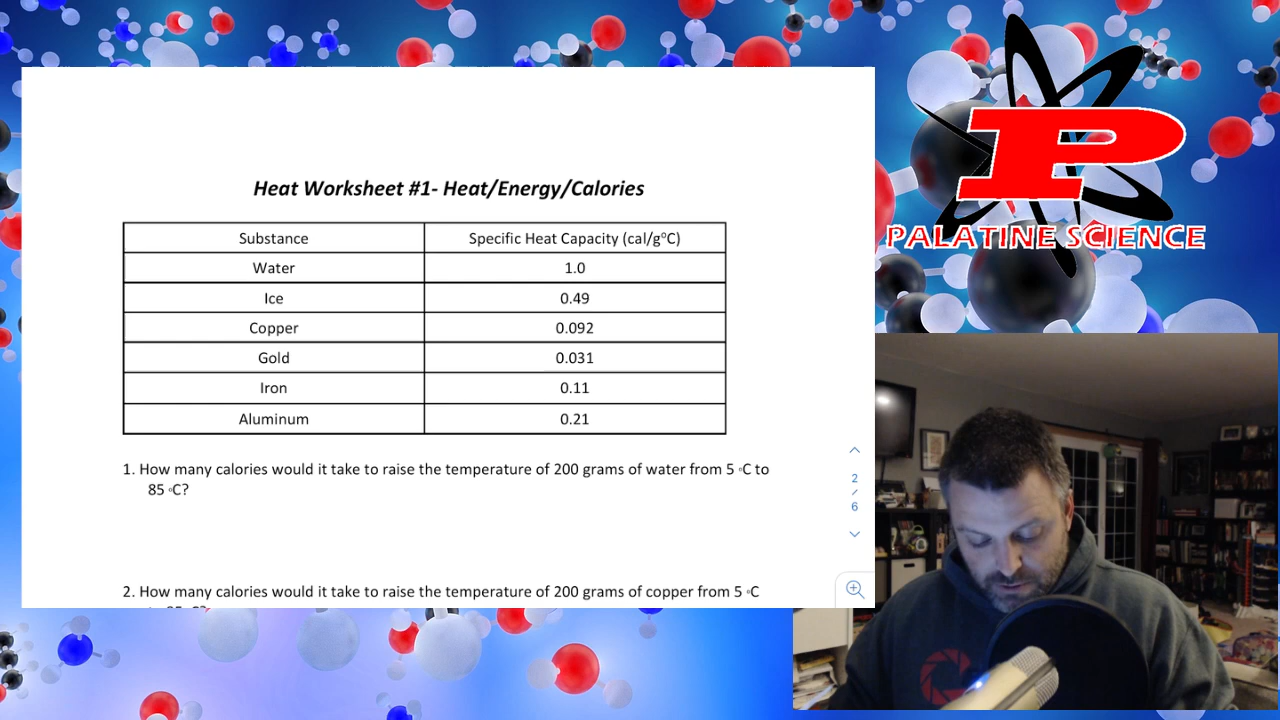 Heat Worksheet #1- Heat/Energy/Calories
Substance Specific Heat Capacity (cal/g°C)
Water 1.0
Ice 0.49
Copper 0.092
Gold 0.031
Iron 0.11
Aluminum 0.21
1. How many calories would it take to raise the temperature of 200 grams of water from 5 ◦C to
85 ◦C?
2. How many calories would it take to raise the temperature of 200 grams of copper from 5 ◦C
2
/
6
P
PALATINE SCIENCE